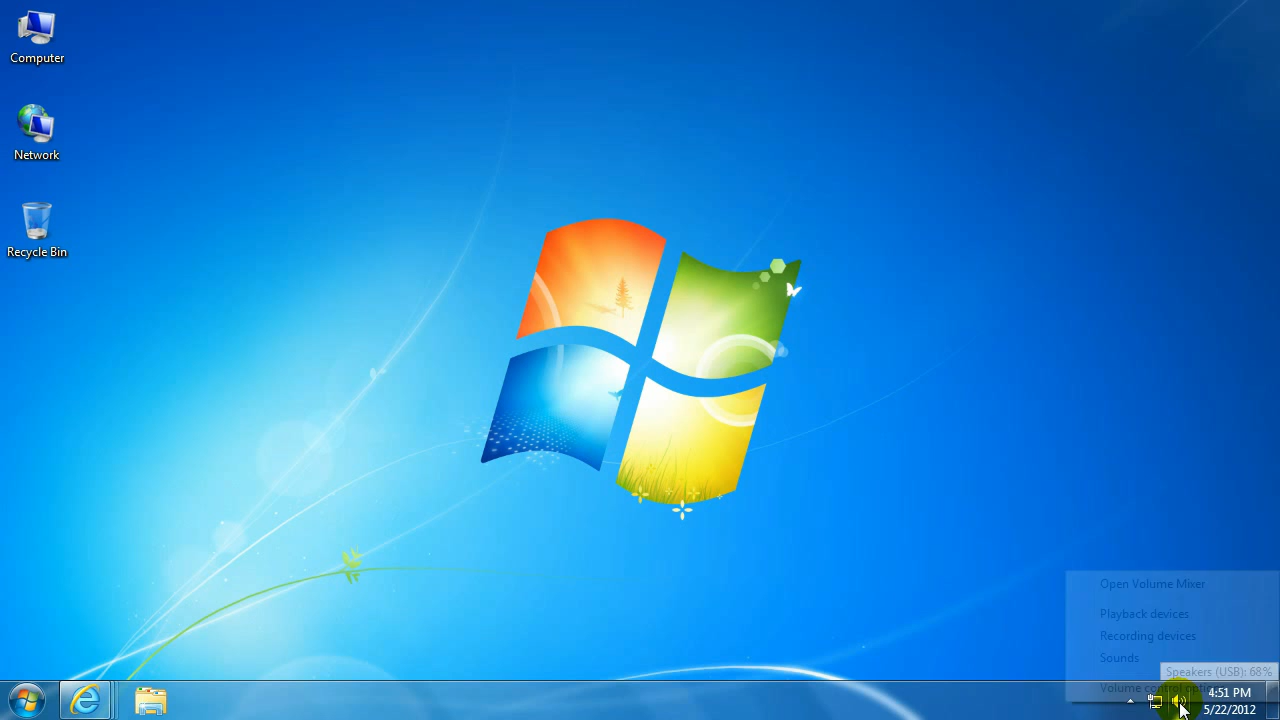 Computer
Network
Recycle Bin
Open Volume Mixer
Playback devices
Recording devices
Sounds
Speakers (USB): 68%
Volume control
4:51 PM
5/22/2012